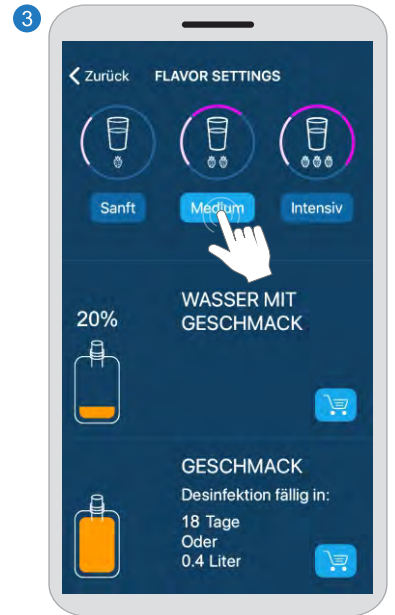 3
Zurück FLAVOR SETTINGS
Sanft Medium Intensiv
20%
WASSER MIT
GESCHMACK
GESCHMACK
Desinfektion fällig in:
18 Tage
Oder
0.4 Liter